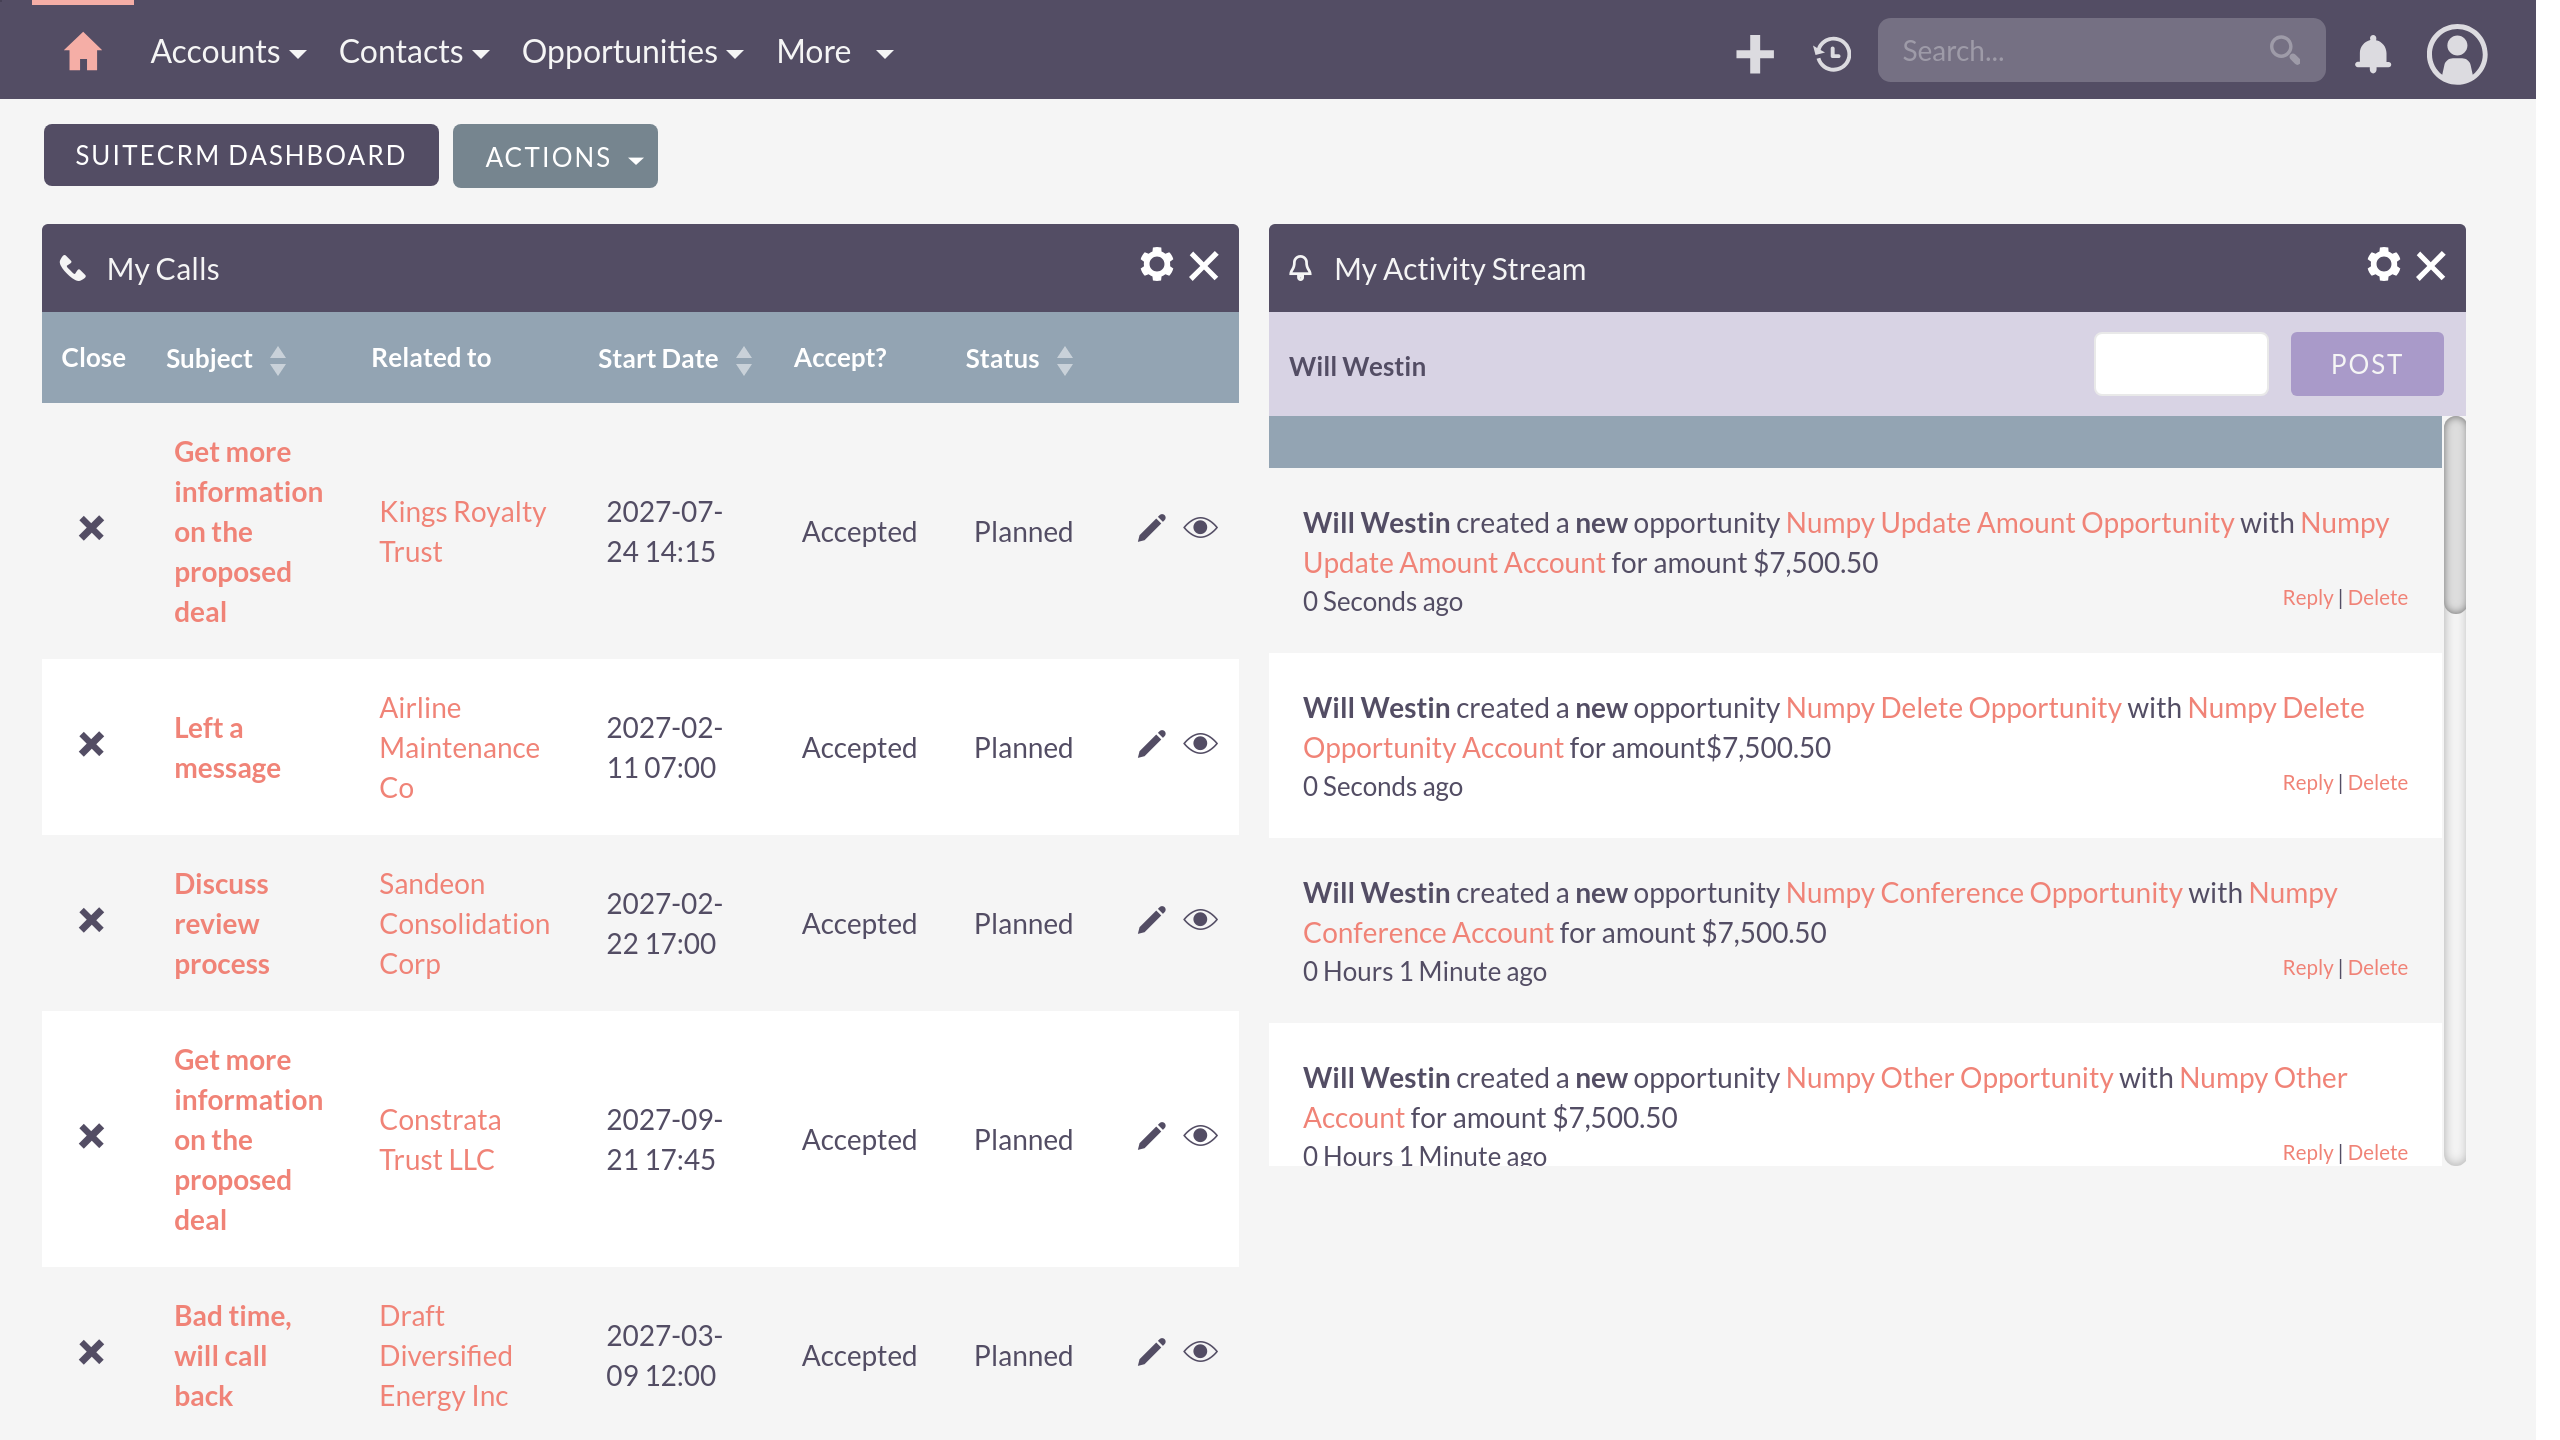 Accounts Contacts Opportunities More Search...
SUITECRM DASHBOARD ACTIONS
My Calls
Close Subject Related to Start Date Accept? Status
Get more
information
on the
proposed
deal
Kings Royalty
Trust
2027-07-
24 14:15
Accepted
Planned
Left a
message
Airline
Maintenance
Co
2027-02-
11 07:00
Accepted
Planned
Discuss
review
process
Sandeon
Consolidation
Corp
2027-02-
22 17:00
Accepted
Planned
Get more
information
on the
proposed
deal
Constrata
Trust LLC
2027-09-
21 17:45
Accepted
Planned
Bad time,
will call
back
Draft
Diversified
Energy Inc
2027-03-
09 12:00
Accepted
Planned
My Activity Stream
Will Westin POST
Will Westin created a new opportunity Numpy Update Amount Opportunity with Numpy
Update Amount Account for amount $7,500.50
0 Seconds ago Reply | Delete
Will Westin created a new opportunity Numpy Delete Opportunity with Numpy Delete
Opportunity Account for amount$7,500.50
0 Seconds ago Reply | Delete
Will Westin created a new opportunity Numpy Conference Opportunity with Numpy
Conference Account for amount $7,500.50
0 Hours 1 Minute ago Reply | Delete
Will Westin created a new opportunity Numpy Other Opportunity with Numpy Other
Account for amount $7,500.50
0 Hours 1 Minute ago Reply | Delete